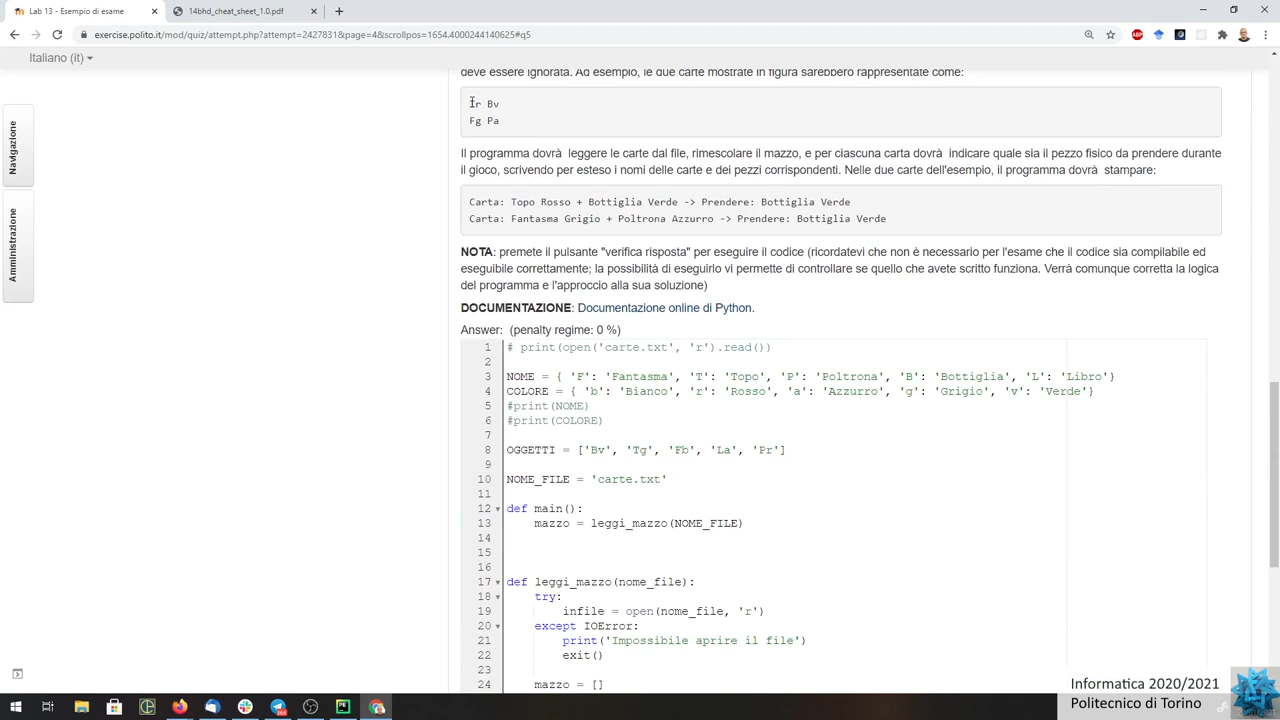 Lab 13 - Esempio di esame
14bhd_cheat_sheet_1.0.pdf
exercise.polito.it/mod/quiz/attempt.php?attempt=2427831&page=4&scrollpos=1654.4000244140625#q5
Italiano (it)
Navigazione
Amministrazione
deve essere ignorata. Ad esempio, le due carte mostrate in figura sarebbero rappresentate come:
Tr Bv
Fg Pa
Il programma dovrà leggere le carte dal file, rimescolare il mazzo, e per ciascuna carta dovrà indicare quale sia il pezzo fisico da prendere durante
il gioco, scrivendo per esteso i nomi delle carte e dei pezzi corrispondenti. Nelle due carte dell'esempio, il programma dovrà stampare:
Carta: Topo Rosso + Bottiglia Verde -> Prendere: Bottiglia Verde
Carta: Fantasma Grigio + Poltrona Azzurro -> Prendere: Bottiglia Verde
NOTA: premete il pulsante "verifica risposta" per eseguire il codice (ricordatevi che non è necessario per l'esame che il codice sia compilabile ed
eseguibile correttamente; la possibilità di eseguirlo vi permette di controllare se quello che avete scritto funziona. Verrà comunque corretta la logica
del programma e l'approccio alla sua soluzione)
DOCUMENTAZIONE: Documentazione online di Python.
Answer: (penalty regime: 0 %)
1 # print(open('carte.txt', 'r').read())
2
3 NOME = { 'F': 'Fantasma', 'T': 'Topo', 'P': 'Poltrona', 'B': 'Bottiglia', 'L': 'Libro'}
4 COLORE = { 'b': 'Bianco', 'r': 'Rosso', 'a': 'Azzurro', 'g': 'Grigio', 'v': 'Verde'}
5 #print(NOME)
6 #print(COLORE)
7
8 OGGETTI = ['Bv', 'Tg', 'Fb', 'La', 'Pr']
9
10 NOME_FILE = 'carte.txt'
11
12 def main():
13 mazzo = leggi_mazzo(NOME_FILE)
14
15
16
17 def leggi_mazzo(nome_file):
18 try:
19 infile = open(nome_file, 'r')
20 except IOError:
21 print('Impossibile aprire il file')
22 exit()
23
24 mazzo = []
Informatica 2020/2021
Politecnico di Torino